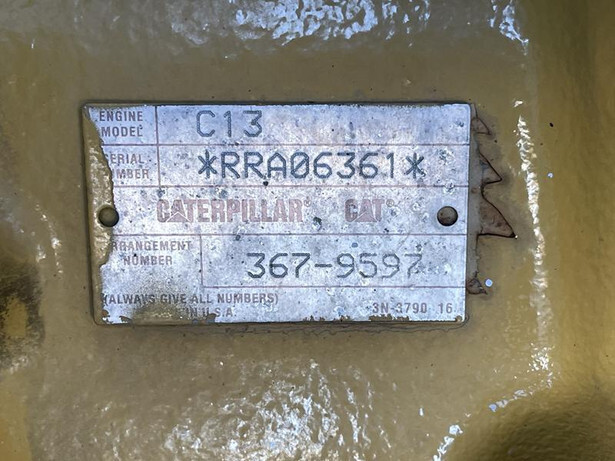 ENGINE MODEL C13
SERIAL NUMBER *RRA06361*
CATERPILLAR® CAT®
ARRANGEMENT NUMBER 367-9597
(ALWAYS GIVE ALL NUMBERS)
IN U.S.A. 3N-3790 16